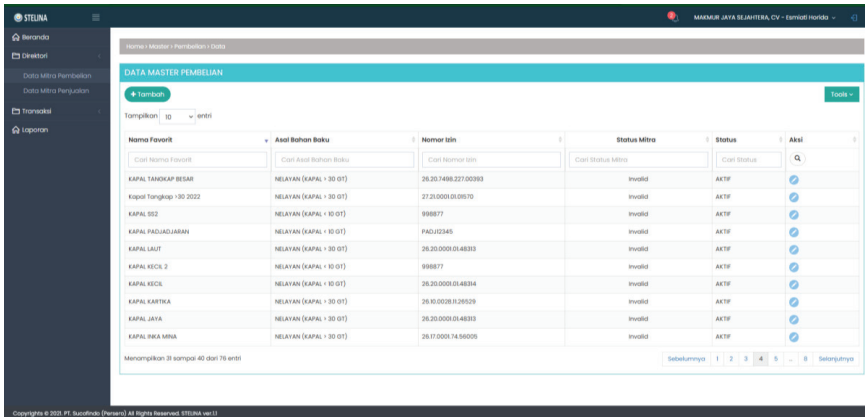 STELINA
2
MAKMUR JAYA SEJAHTERA, CV - Esmiati Horida
Beranda
Direktori
Data Mitra Pembelian
Data Mitra Penjualan
Transaksi
Laporan
Home › Master › Pembelian › Data
DATA MASTER PEMBELIAN
+ Tambah
Tools
Tampilkan 10 entri
Nama Favorit Asal Bahan Baku Nomor Izin Status Mitra Status Aksi
Cari Nama Favorit Cari Asal Bahan Baku Cari Nomor Izin Cari Status Mitra Cari Status
KAPAL TANGKAP BESAR NELAYAN (KAPAL > 30 GT) 26.20.7498.227.00393 Invalid AKTIF
Kapal Tangkap >30 2022 NELAYAN (KAPAL > 30 GT) 27.21.0001.01.01570 Invalid AKTIF
KAPAL SS2 NELAYAN (KAPAL < 10 GT) 998877 Invalid AKTIF
KAPAL PADJADJARAN NELAYAN (KAPAL < 10 GT) PADJ12345 Invalid AKTIF
KAPAL LAUT NELAYAN (KAPAL > 30 GT) 26.20.0001.01.48313 Invalid AKTIF
KAPAL KECIL 2 NELAYAN (KAPAL < 10 GT) 998877 Invalid AKTIF
KAPAL KECIL NELAYAN (KAPAL < 10 GT) 26.20.0001.01.48314 Invalid AKTIF
KAPAL KARTIKA NELAYAN (KAPAL > 30 GT) 26.10.0028.11.26529 Invalid AKTIF
KAPAL JAYA NELAYAN (KAPAL > 30 GT) 26.20.0001.01.48313 Invalid AKTIF
KAPAL INKA MINA NELAYAN (KAPAL > 30 GT) 26.17.0001.74.56005 Invalid AKTIF
Menampilkan 31 sampai 40 dari 76 entri
Sebelumnya 1 2 3 4 5 ... 8 Selanjutnya
Copyrights © 2021. PT. Sucofindo (Persero) All Rights Reserved. STELINA ver.1.1